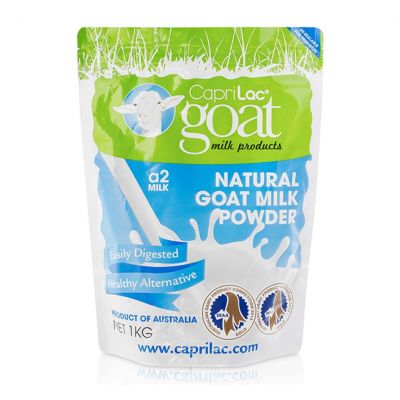 CapriLac®
goat
milk products
a2
MILK
NATURAL
GOAT MILK
POWDER
Easily Digested
Healthy Alternative
PRODUCT OF AUSTRALIA
NET 1KG
www.caprilac.com